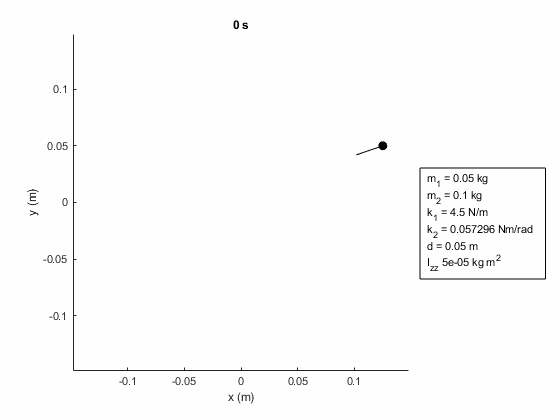 0 s
0.1
0.05
0
-0.05
-0.1
y (m)
-0.1
-0.05
0
0.05
0.1
x (m)
m1 = 0.05 kg
m2 = 0.1 kg
k1 = 4.5 N/m
k2 = 0.057296 Nm/rad
d = 0.05 m
Izz 5e-05 kg m2